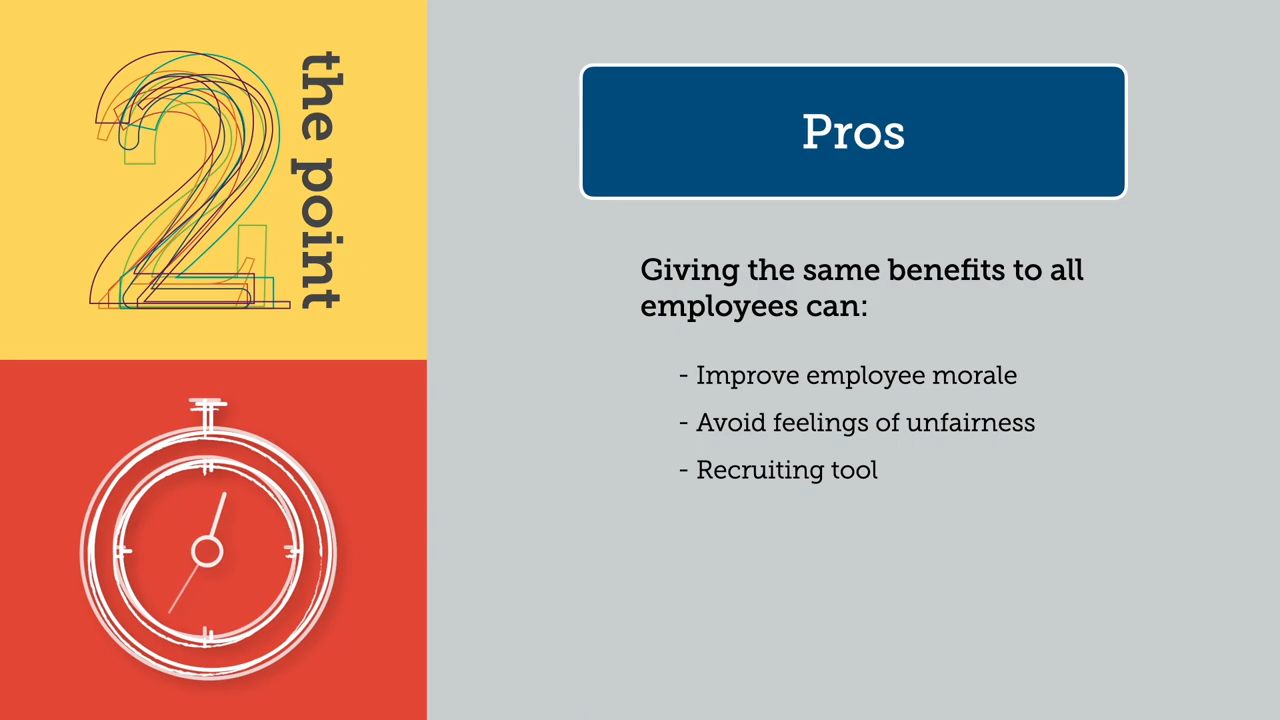 2
the point
Pros
Giving the same benefits to all
employees can:
- Improve employee morale
- Avoid feelings of unfairness
- Recruiting tool